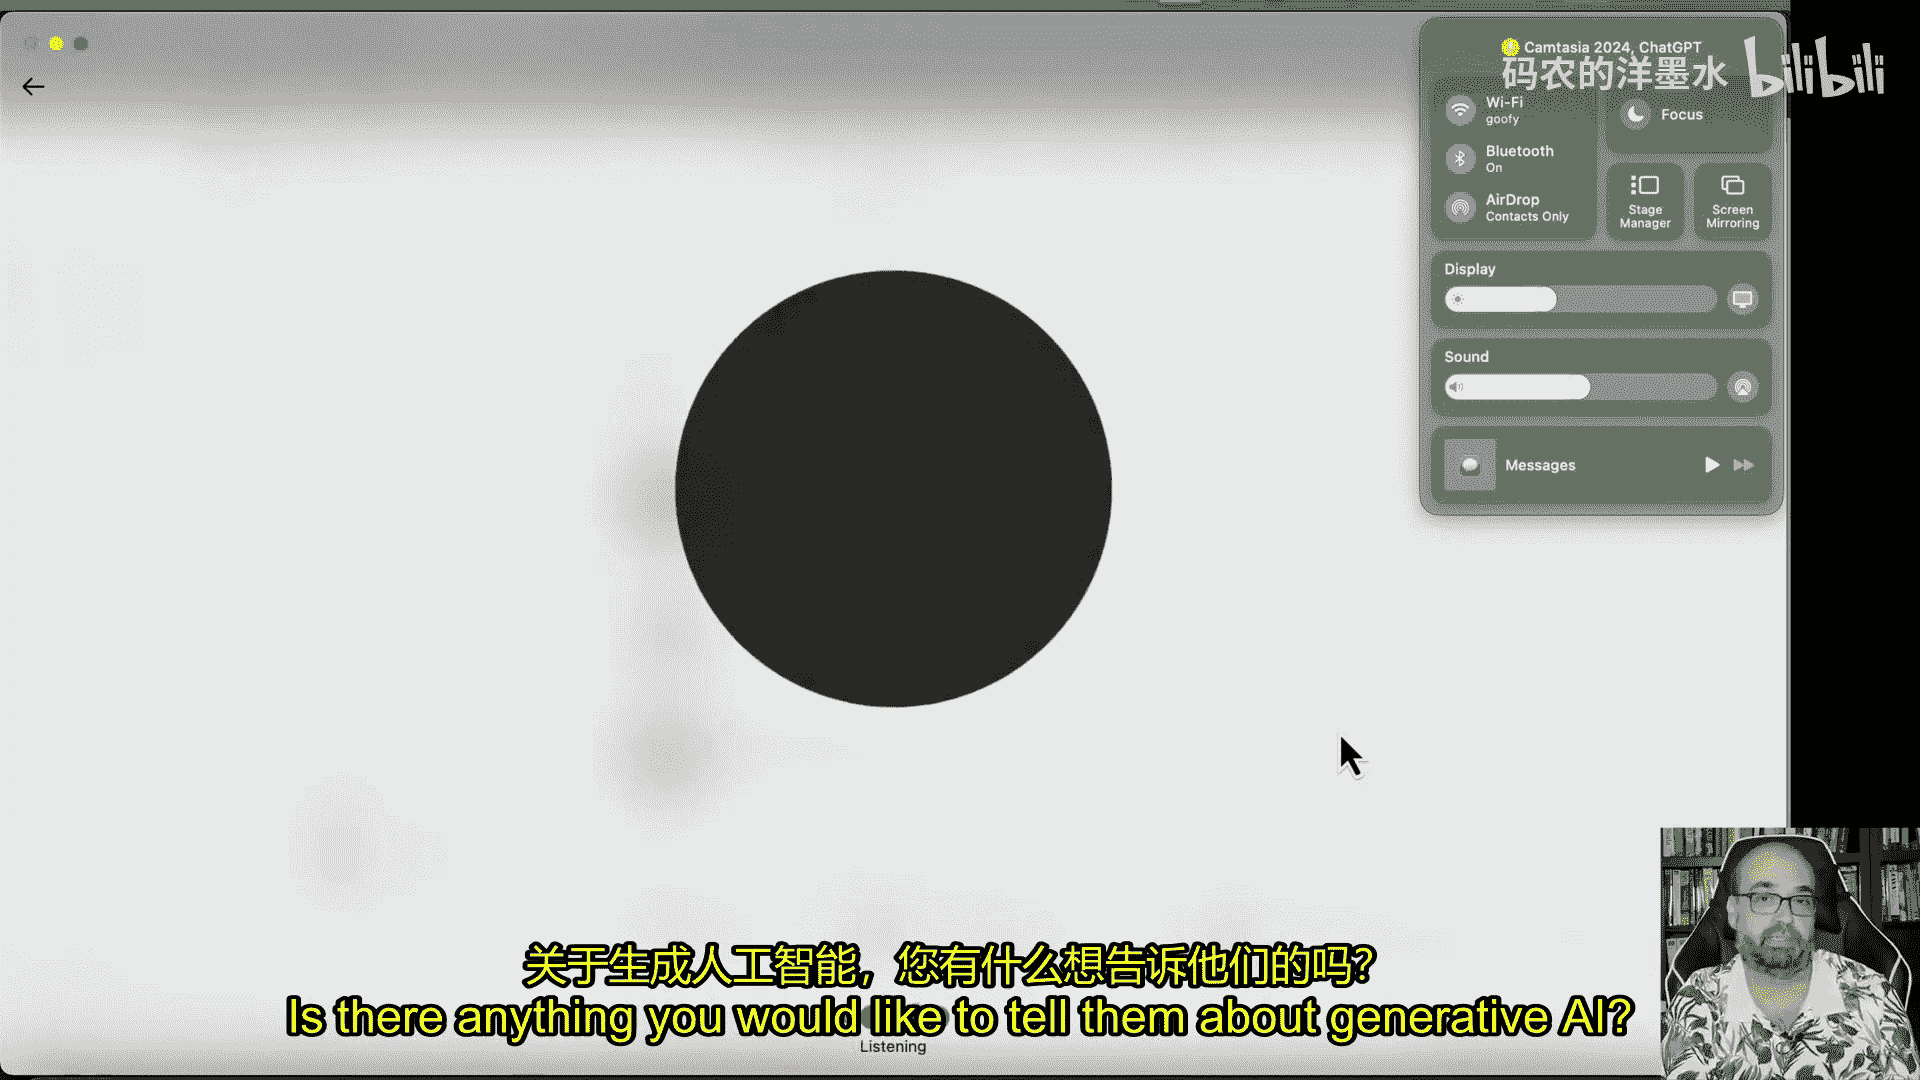 Camtasia 2024, ChatGPT
码农的洋墨水 bilibili
Wi-Fi
goofy
Focus
Bluetooth
On
AirDrop
Contacts Only
Stage
Manager
Screen
Mirroring
Display
Sound
Messages
关于生成人工智能，您有什么想告诉他们的吗？
Is there anything you would like to tell them about generative AI?
Listening